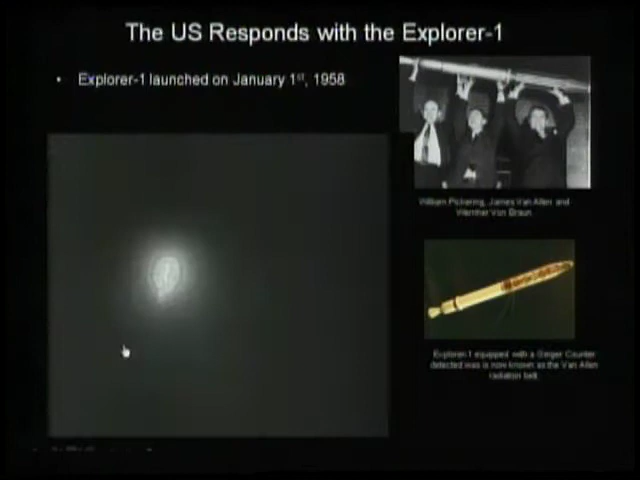 The US Responds with the Explorer-1
• Explorer-1 launched on January 1st, 1958
William Pickering, James Van Allen and
Wernher Von Braun
Explorer-1 equipped with a Geiger Counter
detected was is now known as the Van Allen
radiation belt.